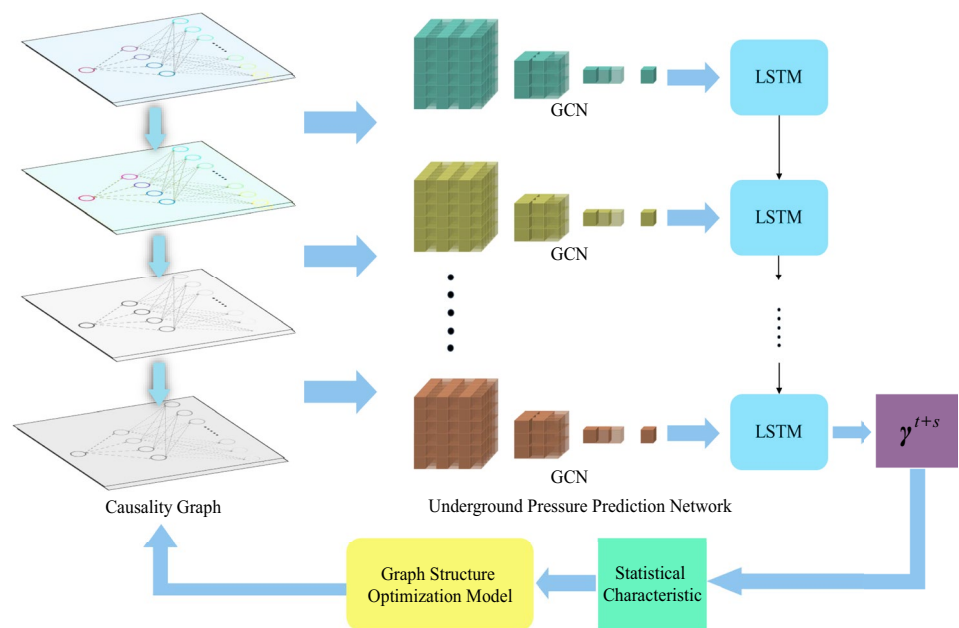 GCN
LSTM
GCN
LSTM
GCN
LSTM
γ^{t+s}
Causality Graph
Underground Pressure Prediction Network
Graph Structure
Optimization Model
Statistical
Characteristic